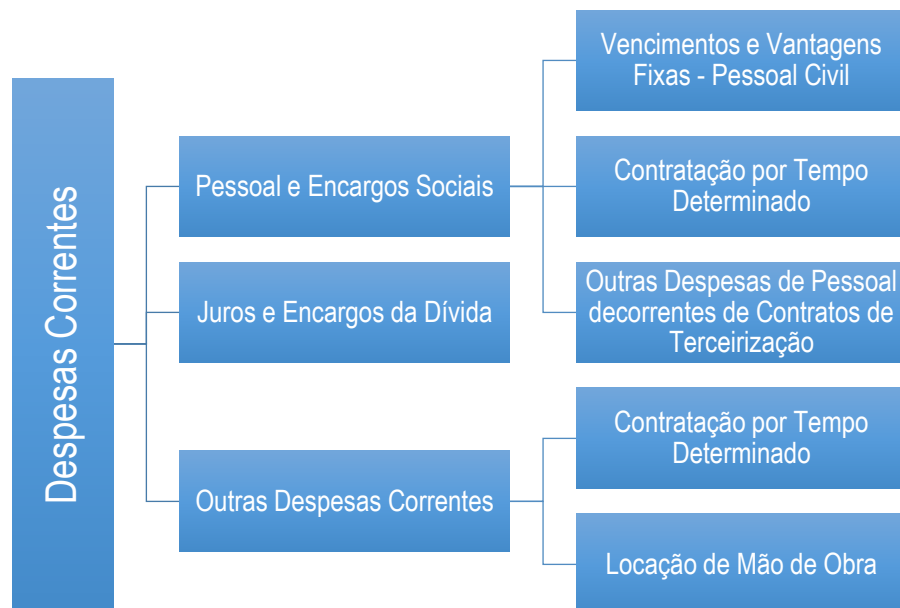 Despesas Correntes
Pessoal e Encargos Sociais
Vencimentos e Vantagens
Fixas - Pessoal Civil
Contratação por Tempo
Determinado
Outras Despesas de Pessoal
decorrentes de Contratos de
Terceirização
Juros e Encargos da Dívida
Outras Despesas Correntes
Contratação por Tempo
Determinado
Locação de Mão de Obra